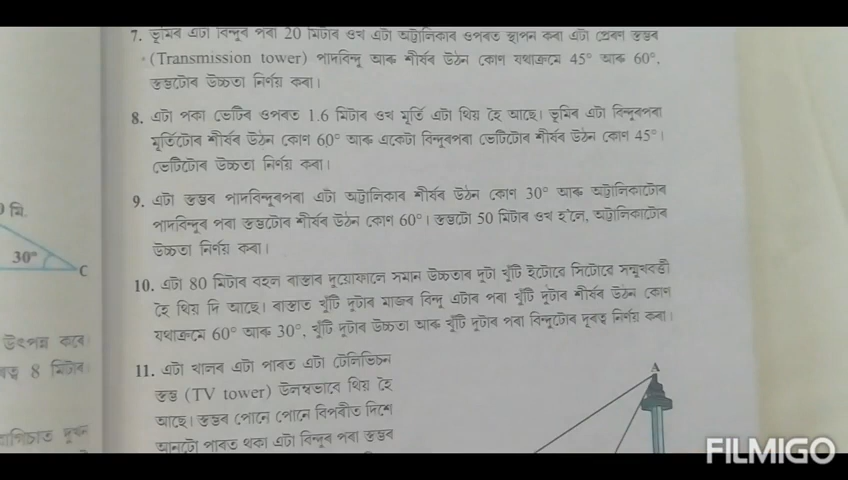 7. ভূমিৰ এটা বিন্দুৰ পৰা 20 মিটাৰ ওখ এটা অট্টালিকাৰ ওপৰত স্থাপন কৰা এটা প্ৰেৰণ স্তম্ভৰ
(Transmission tower) পাদবিন্দু আৰু শীৰ্ষৰ উঠন কোণ যথাক্ৰমে 45° আৰু 60°,
স্তম্ভটোৰ উচ্চতা নিৰ্ণয় কৰা।
8. এটা পকা ভেটিৰ ওপৰত 1.6 মিটাৰ ওখ মূৰ্তি এটা থিয় হৈ আছে। ভূমিৰ এটা বিন্দুৰপৰা
মূৰ্তিটোৰ শীৰ্ষৰ উঠন কোণ 60° আৰু একেটা বিন্দুৰপৰা ভেটিটোৰ শীৰ্ষৰ উঠন কোণ 45°।
ভেটিটোৰ উচ্চতা নিৰ্ণয় কৰা।
9. এটা স্তম্ভৰ পাদবিন্দুৰপৰা এটা অট্টালিকাৰ শীৰ্ষৰ উঠন কোণ 30° আৰু অট্টালিকাটোৰ
পাদবিন্দুৰ পৰা স্তম্ভটোৰ শীৰ্ষৰ উঠন কোণ 60°। স্তম্ভটো 50 মিটাৰ ওখ হ'লে, অট্টালিকাটোৰ
উচ্চতা নিৰ্ণয় কৰা।
মি.
30°
C
10. এটা 80 মিটাৰ বহল ৰাস্তাৰ দুয়োফালে সমান উচ্চতাৰ দুটা খুঁটি ইটোৱে সিটোৰে সন্মুখৱৰ্তী
হৈ থিয় দি আছে। ৰাস্তাত খুঁটি দুটাৰ মাজৰ বিন্দু এটাৰ পৰা খুঁটি দুটাৰ শীৰ্ষৰ উঠন কোণ
যথাক্ৰমে 60° আৰু 30°, খুঁটি দুটাৰ উচ্চতা আৰু খুঁটি দুটাৰ পৰা বিন্দুটোৰ দূৰত্ব নিৰ্ণয় কৰা।
উৎপন্ন কৰে।
8 মিটাৰ।
11. এটা খালৰ এটা পাৰত এটা টেলিভিচন
স্তম্ভ (TV tower) উলম্বভাৱে থিয় হৈ
আছে। স্তম্ভৰ পোনে পোনে বিপৰীত দিশে
আনটো পাৰত থকা এটা বিন্দুৰ পৰা স্তম্ভৰ
A
FILMIGO